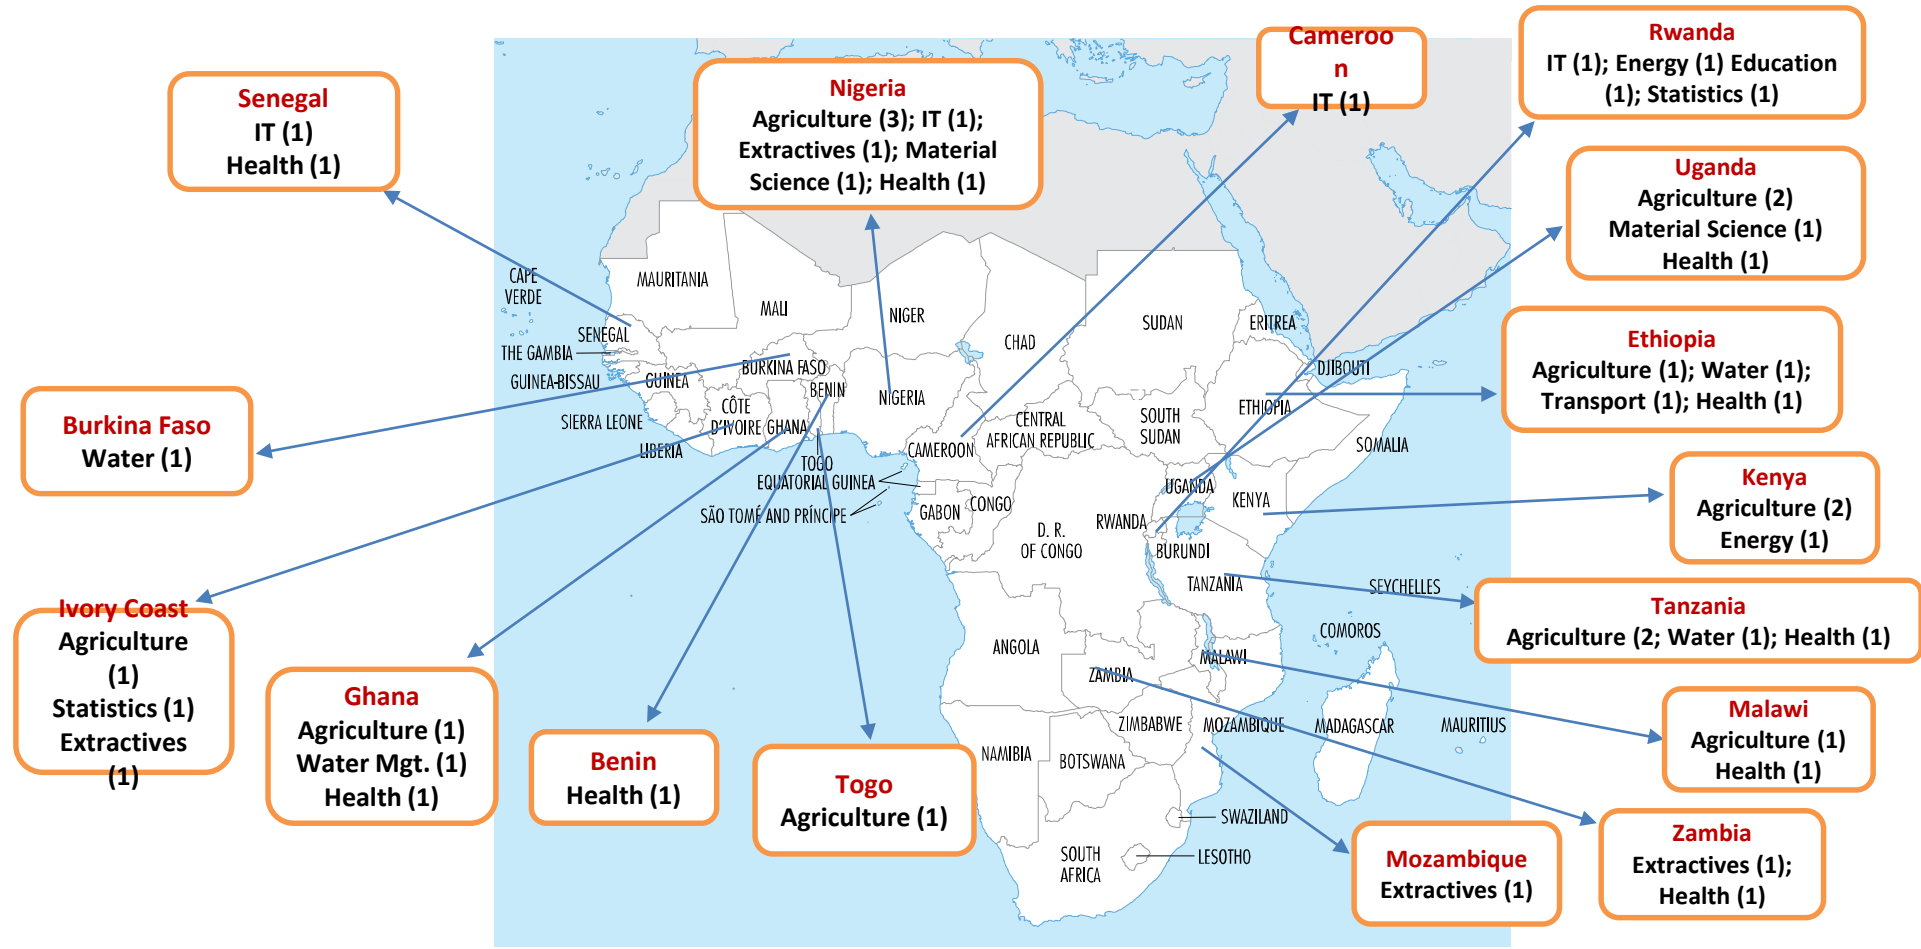 Cameroo
n
IT (1)
Rwanda
IT (1); Energy (1) Education
(1); Statistics (1)
Senegal
IT (1)
Health (1)
Nigeria
Agriculture (3); IT (1);
Extractives (1); Material
Science (1); Health (1)
Uganda
Agriculture (2)
Material Science (1)
Health (1)
Ethiopia
Agriculture (1); Water (1);
Transport (1); Health (1)
Burkina Faso
Water (1)
Kenya
Agriculture (2)
Energy (1)
Ivory Coast
Agriculture
(1)
Statistics (1)
Extractives
(1)
Tanzania
Agriculture (2; Water (1); Health (1)
Ghana
Agriculture (1)
Water Mgt. (1)
Health (1)
Benin
Health (1)
Togo
Agriculture (1)
Malawi
Agriculture (1)
Health (1)
Mozambique
Extractives (1)
Zambia
Extractives (1);
Health (1)
CAPE
VERDE
MAURITANIA
MALI
NIGER
CHAD
SUDAN
ERITREA
SENEGAL
THE GAMBIA
GUINEA-BISSAU
GUINEA
BURKINA FASO
BENIN
NIGERIA
DJIBOUTI
SIERRA LEONE
CÔTE
D'IVOIRE
GHANA
LIBERIA
TOGO
CENTRAL
AFRICAN REPUBLIC
SOUTH
SUDAN
ETHIOPIA
SOMALIA
CAMEROON
EQUATORIAL GUINEA
SÃO TOMÉ AND PRÍNCIPE
GABON
CONGO
D. R.
OF CONGO
UGANDA
KENYA
RWANDA
BURUNDI
TANZANIA
SEYCHELLES
COMOROS
ANGOLA
ZAMBIA
MALAWI
ZIMBABWE
MOZAMBIQUE
MADAGASCAR
MAURITIUS
NAMIBIA
BOTSWANA
SWAZILAND
LESOTHO
SOUTH
AFRICA